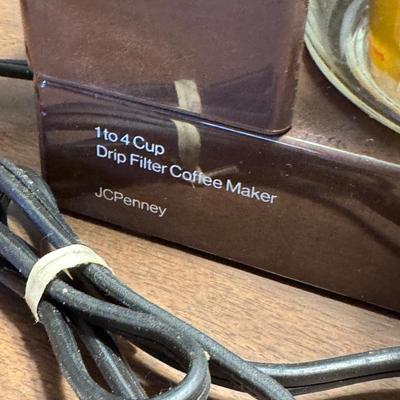 1 to 4 Cup
Drip Filter Coffee Maker
JCPenney